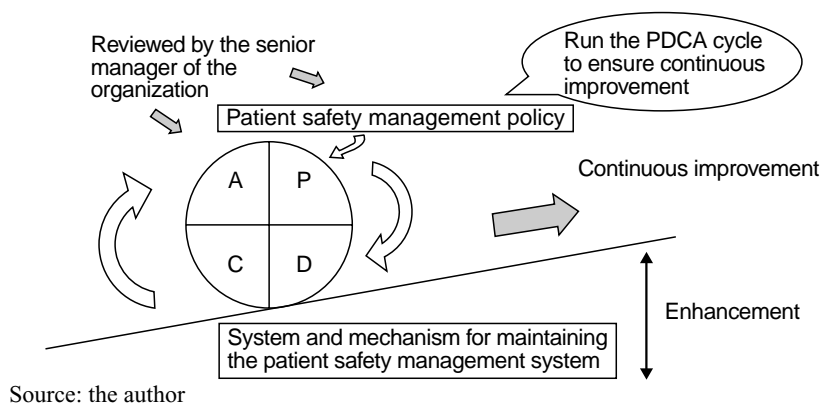 Reviewed by the senior
manager of the
organization
Run the PDCA cycle
to ensure continuous
improvement
Patient safety management policy
A
P
C
D
Continuous improvement
Enhancement
System and mechanism for maintaining
the patient safety management system
Source: the author